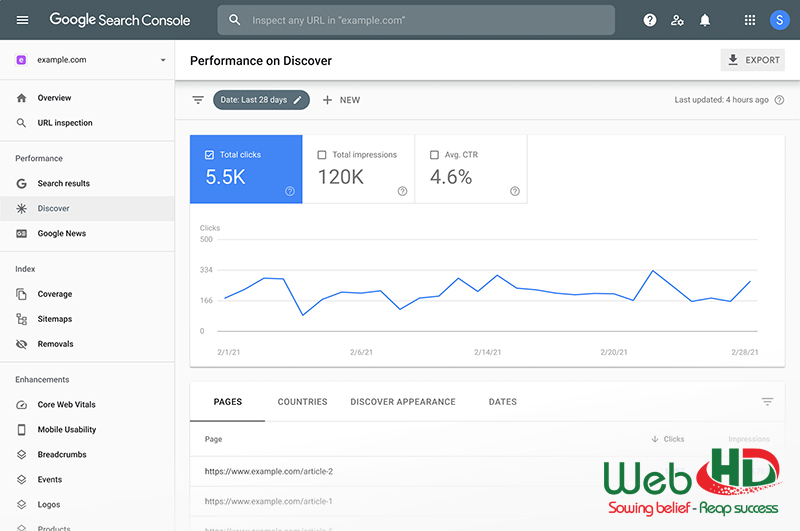 Google Search Console
Inspect any URL in "example.com"
S
e
example.com
Performance on Discover
EXPORT
Overview
URL inspection
Performance
Search results
Discover
Google News
Index
Coverage
Sitemaps
Removals
Enhancements
Core Web Vitals
Mobile Usability
Breadcrumbs
Events
Logos
Products
Date: Last 28 days
NEW
Last updated: 4 hours ago
Total clicks
5.5K
Total impressions
120K
Avg. CTR
4.6%
Clicks
500
334
166
0
2/1/21
2/6/21
2/14/21
2/20/21
2/28/21
PAGES
COUNTRIES
DISCOVER APPEARANCE
DATES
Page
Clicks
Impressions
https://www.example.com/article-2
https://www.example.com/article-1
Web HD
Sowing belief - Reap success